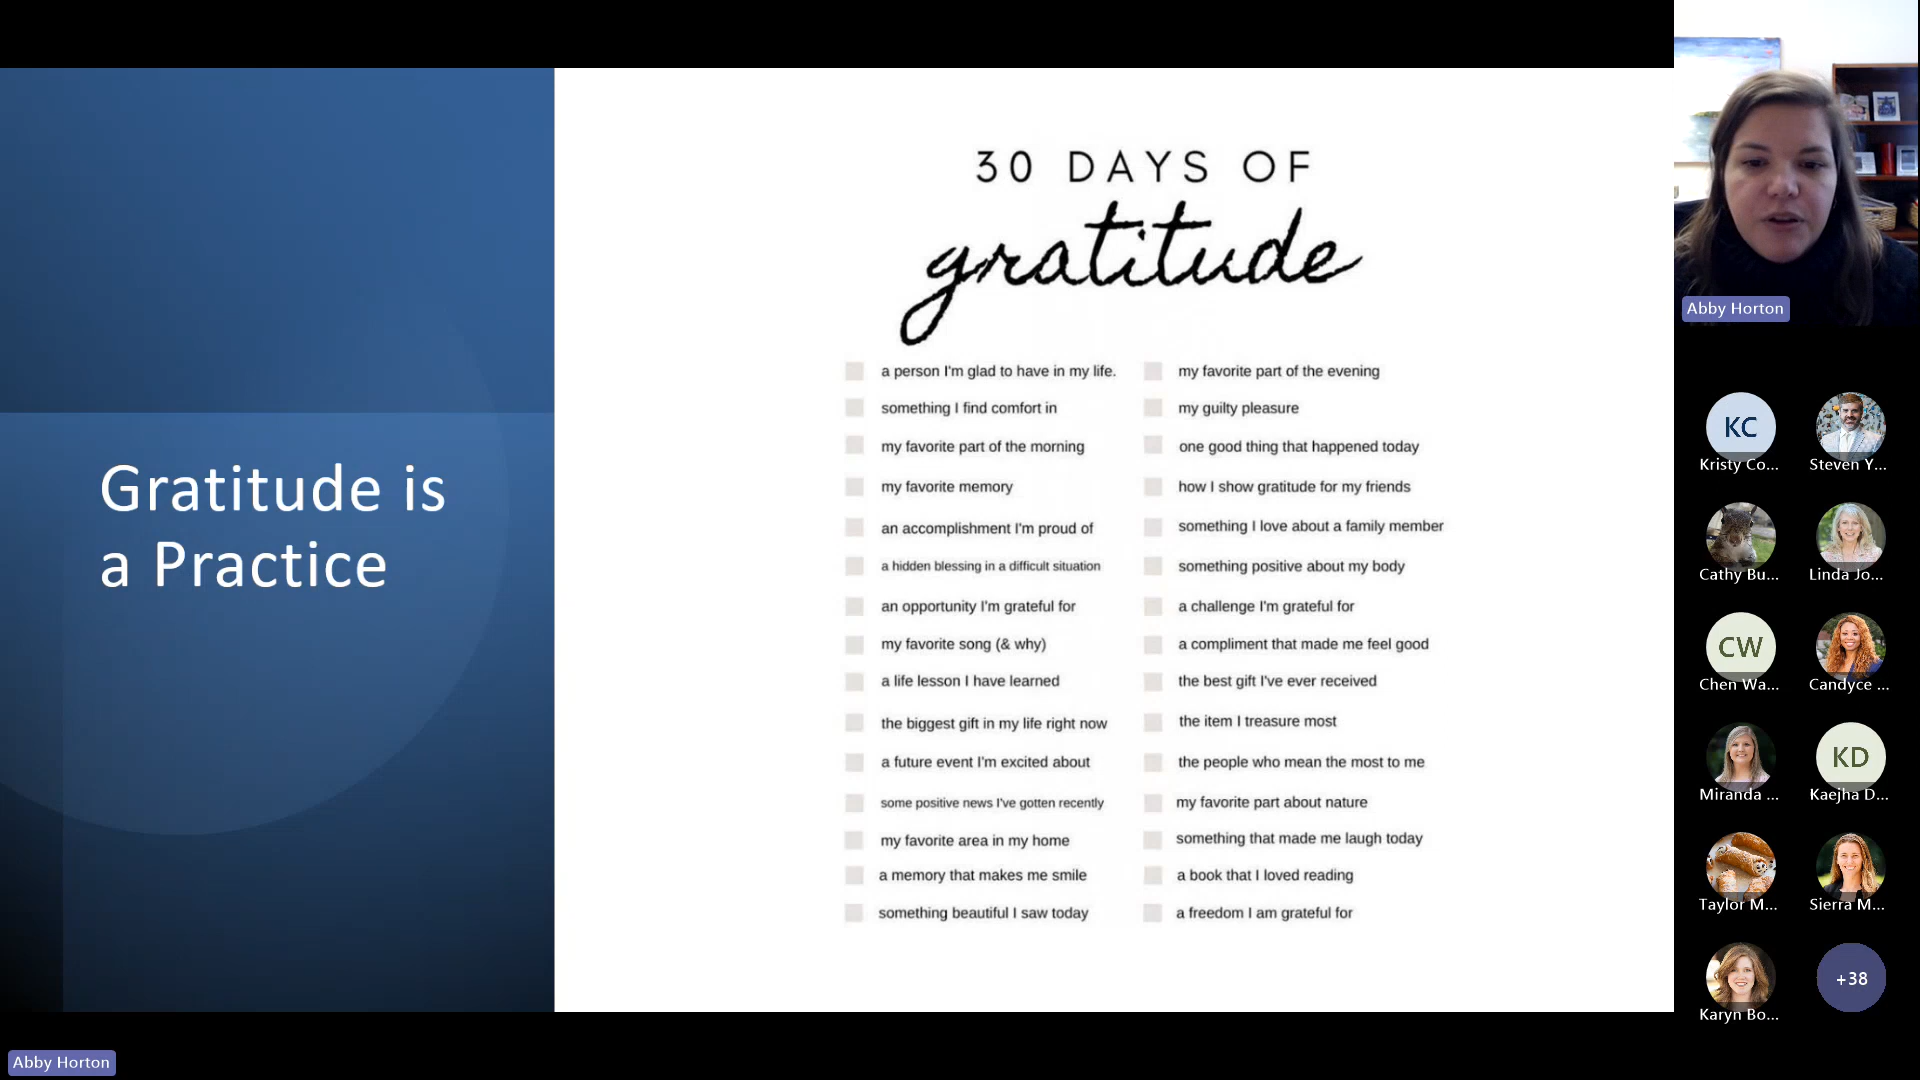 Gratitude is
a Practice
30 DAYS OF
gratitude
a person I'm glad to have in my life.
something I find comfort in
my favorite part of the morning
my favorite memory
an accomplishment I'm proud of
a hidden blessing in a difficult situation
an opportunity I'm grateful for
my favorite song (& why)
a life lesson I have learned
the biggest gift in my life right now
a future event I'm excited about
some positive news I've gotten recently
my favorite area in my home
a memory that makes me smile
something beautiful I saw today
my favorite part of the evening
my guilty pleasure
one good thing that happened today
how I show gratitude for my friends
something I love about a family member
something positive about my body
a challenge I'm grateful for
a compliment that made me feel good
the best gift I've ever received
the item I treasure most
the people who mean the most to me
my favorite part about nature
something that made me laugh today
a book that I loved reading
a freedom I am grateful for
Abby Horton
KC
Kristy Co...
Steven Y...
Cathy Bu...
Linda Jo...
CW
Chen Wa...
Candyce ...
Miranda ...
KD
Kaejha D...
Taylor M...
Sierra M...
Karyn Bo...
+38
Abby Horton